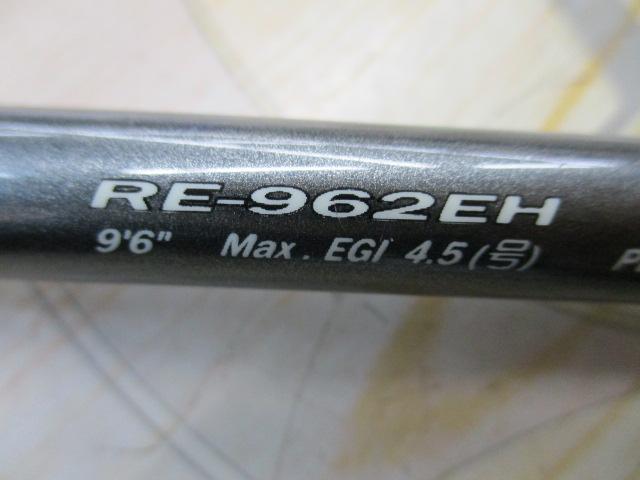 RE-962EH
9'6" Max. EGI 4.5(号) P